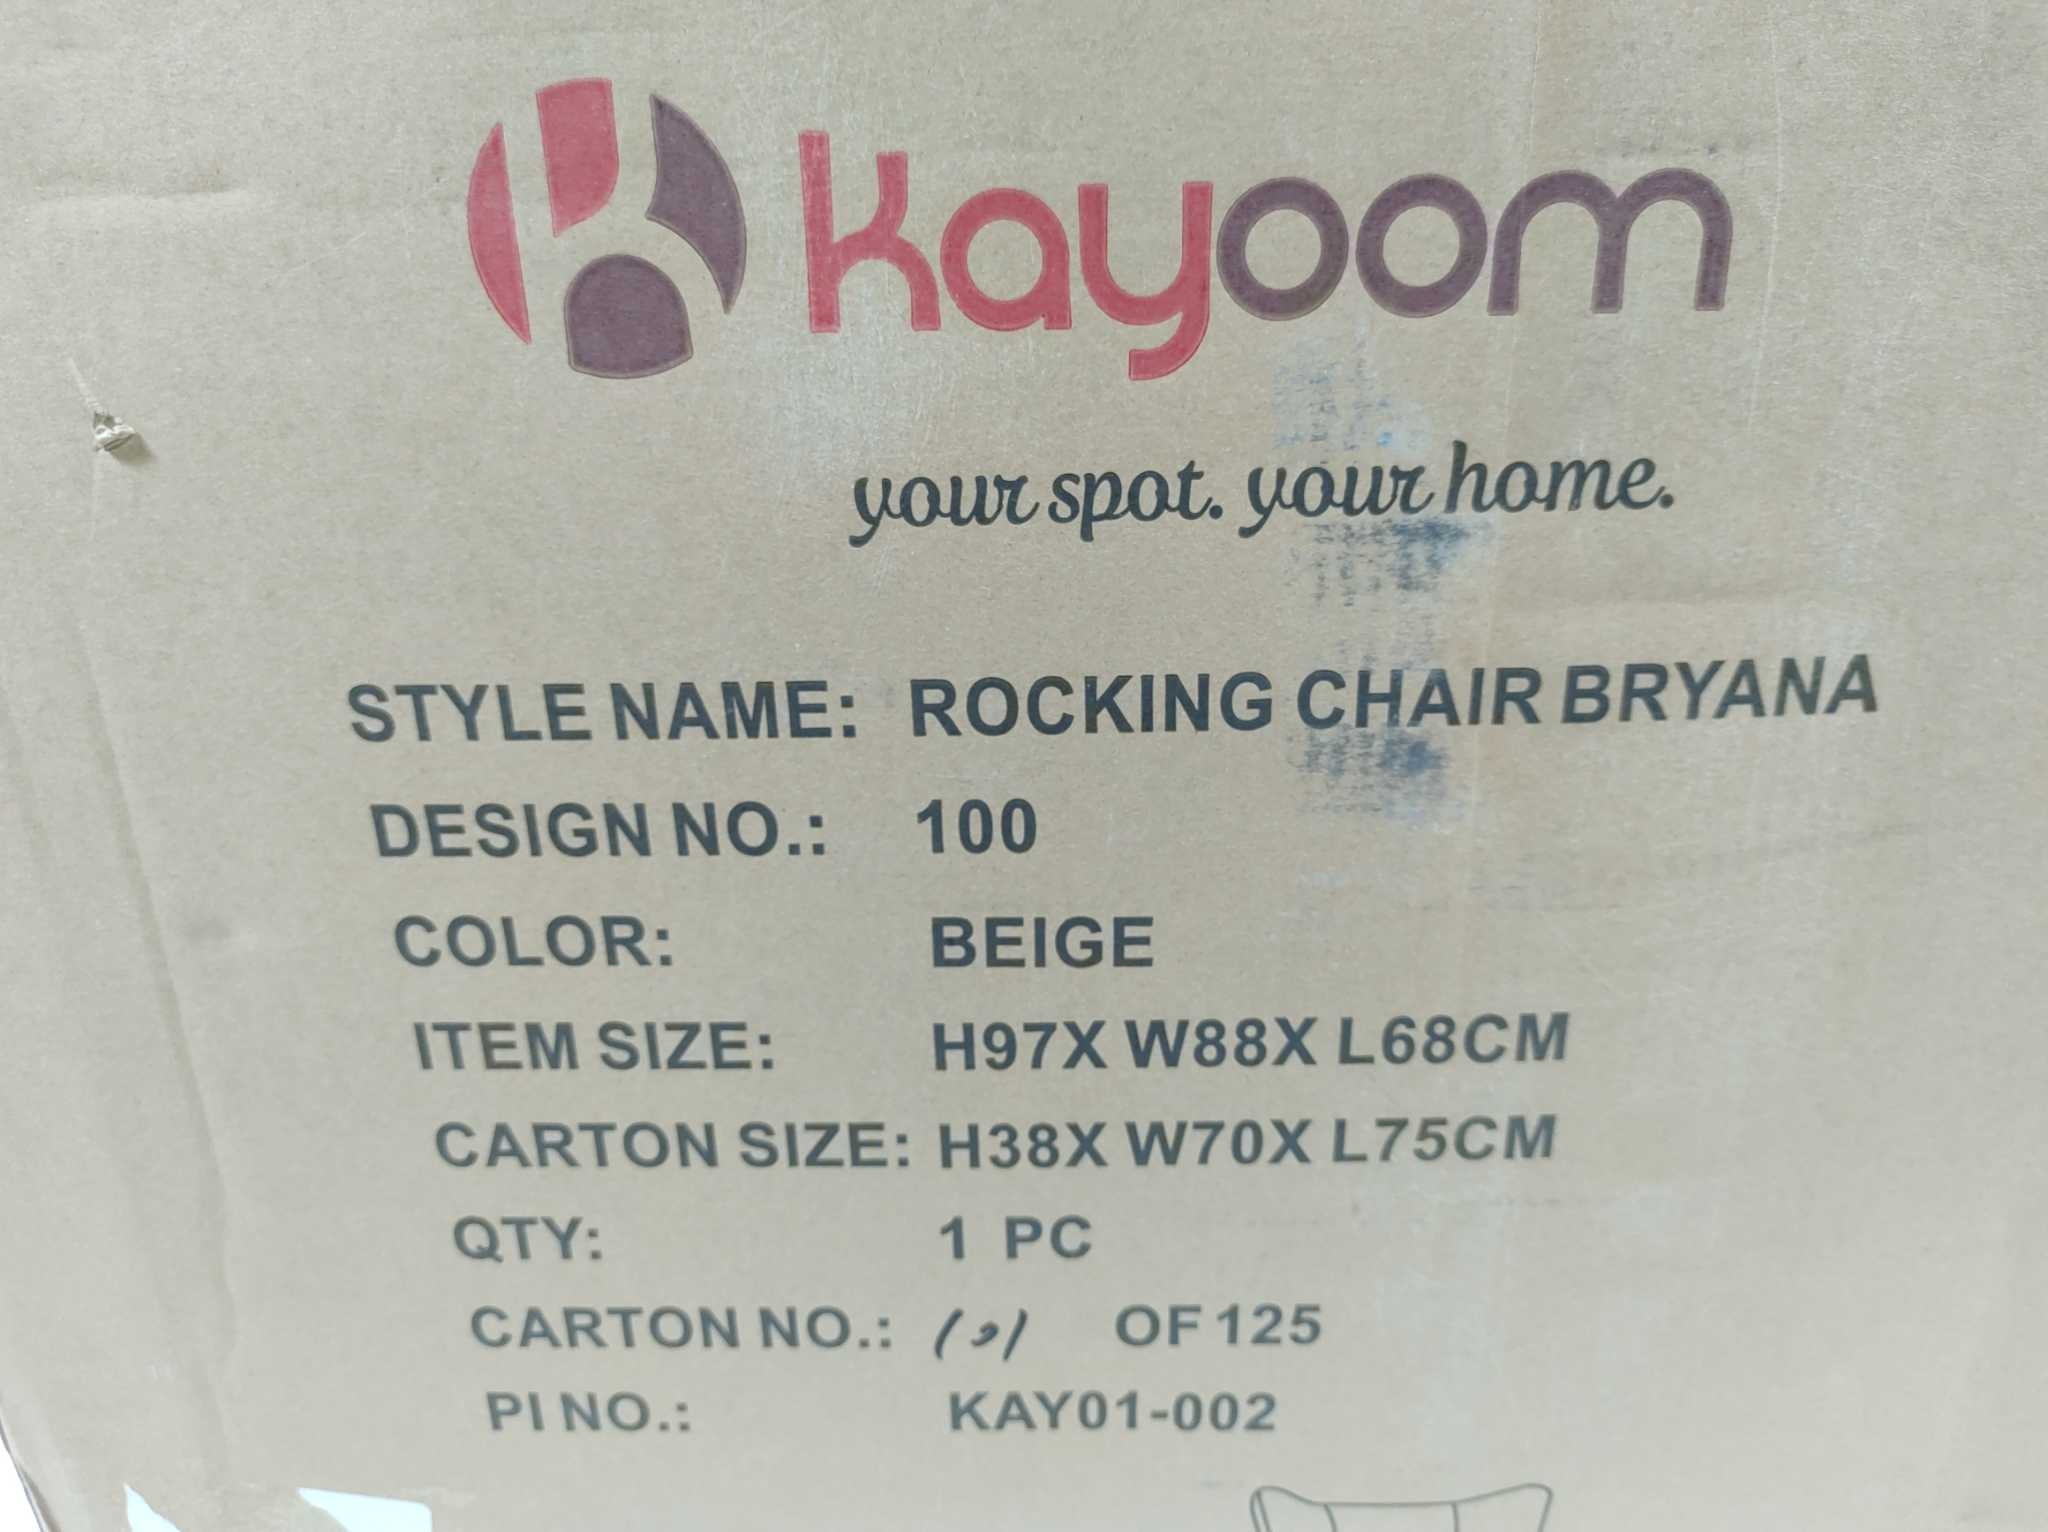 kayoom
your spot. your home.
STYLE NAME: ROCKING CHAIR BRYANA
DESIGN NO.: 100
COLOR: BEIGE
ITEM SIZE: H97X W88X L68CM
CARTON SIZE: H38X W70X L75CM
QTY: 1 PC
CARTON NO.: OF 125
PI NO.: KAY01-002